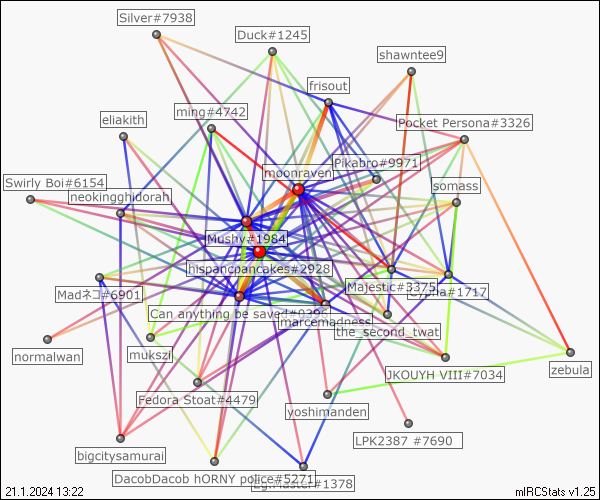 Silver#7938
Duck#1245
shawntee9
frisout
ming#4742
eliakith
Pocket Persona#3326
Pikabro#9971
moonraven
Swirly Boi#6154
neokingghidorah
somass
Mushy#1984
hispancpancakes#2928
Majestic#3375
#1717
Madネコ#6901
Can anything be saved#0396
marcemadness
the_second_twat
normalwan
mukszi
JKOUYH VIII#7034
zebula
Fedora Stoat#4479
yoshimanden
LPK2387 #7690
bigcitysamurai
DacobDacob hORNY police#5271
#1378
21.1.2024 13:22
mIRCStats v1.25